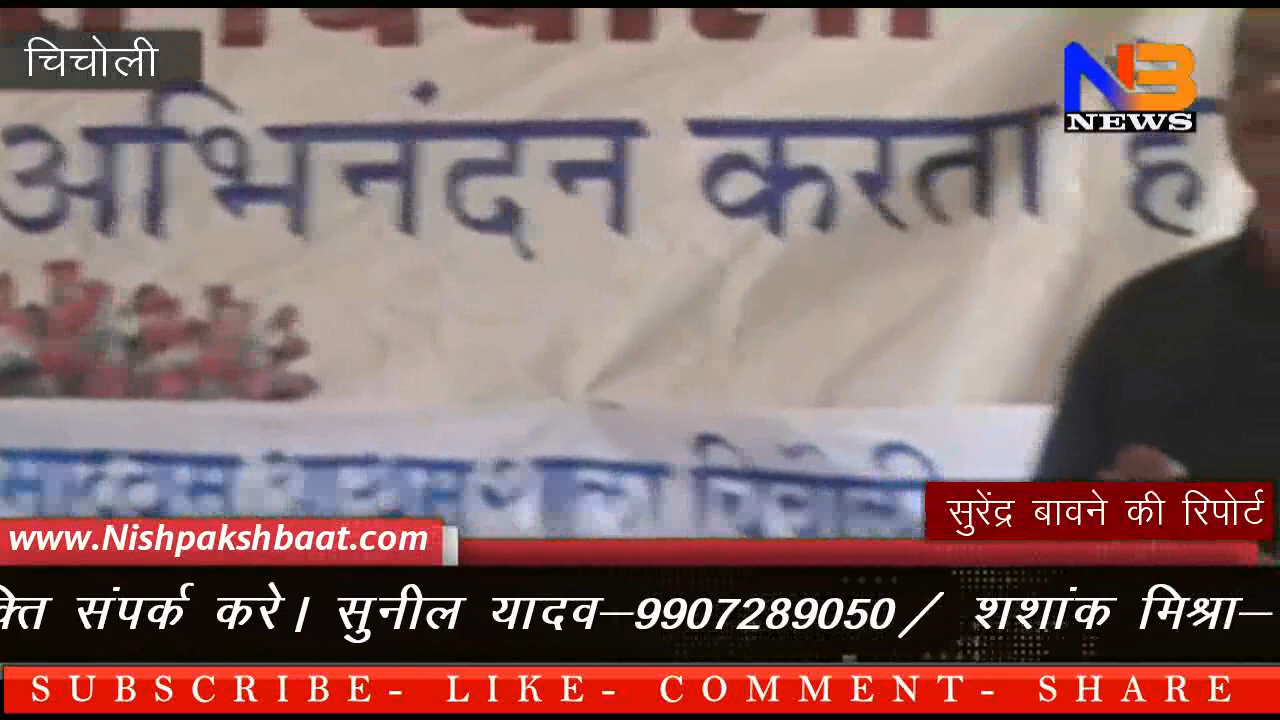 चिचोली
NB
NEWS
अभिनंदन करता है
सुरेंद्र बावने की रिपोर्ट
www.Nishpakshbaat.com
संपर्क करे। सुनील यादव—9907289050/ शशांक मिश्रा—
SUBSCRIBE- LIKE- COMMENT- SHARE